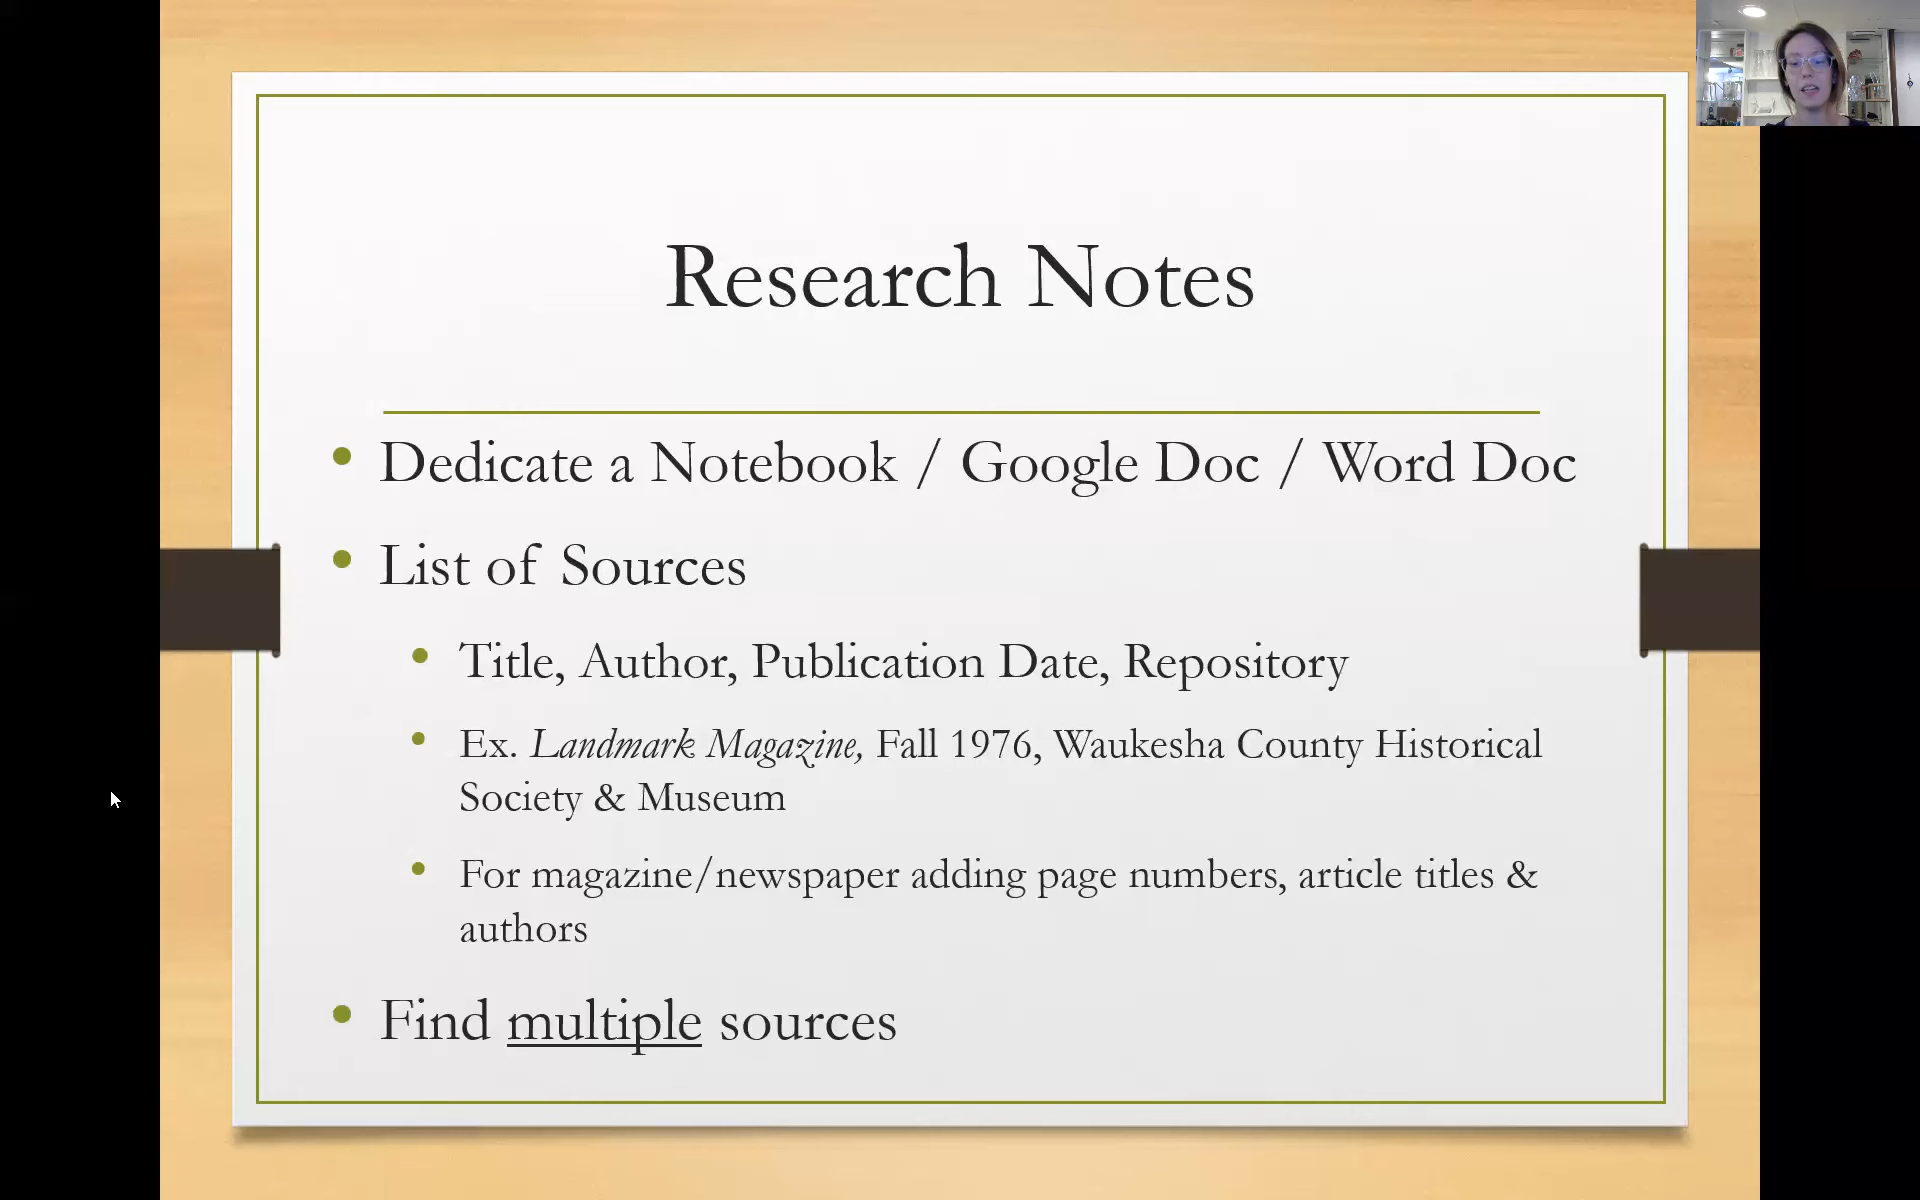 Research Notes
• Dedicate a Notebook / Google Doc / Word Doc
• List of Sources
• Title, Author, Publication Date, Repository
• Ex. Landmark Magazine, Fall 1976, Waukesha County Historical
Society & Museum
• For magazine/newspaper adding page numbers, article titles &
authors
• Find multiple sources